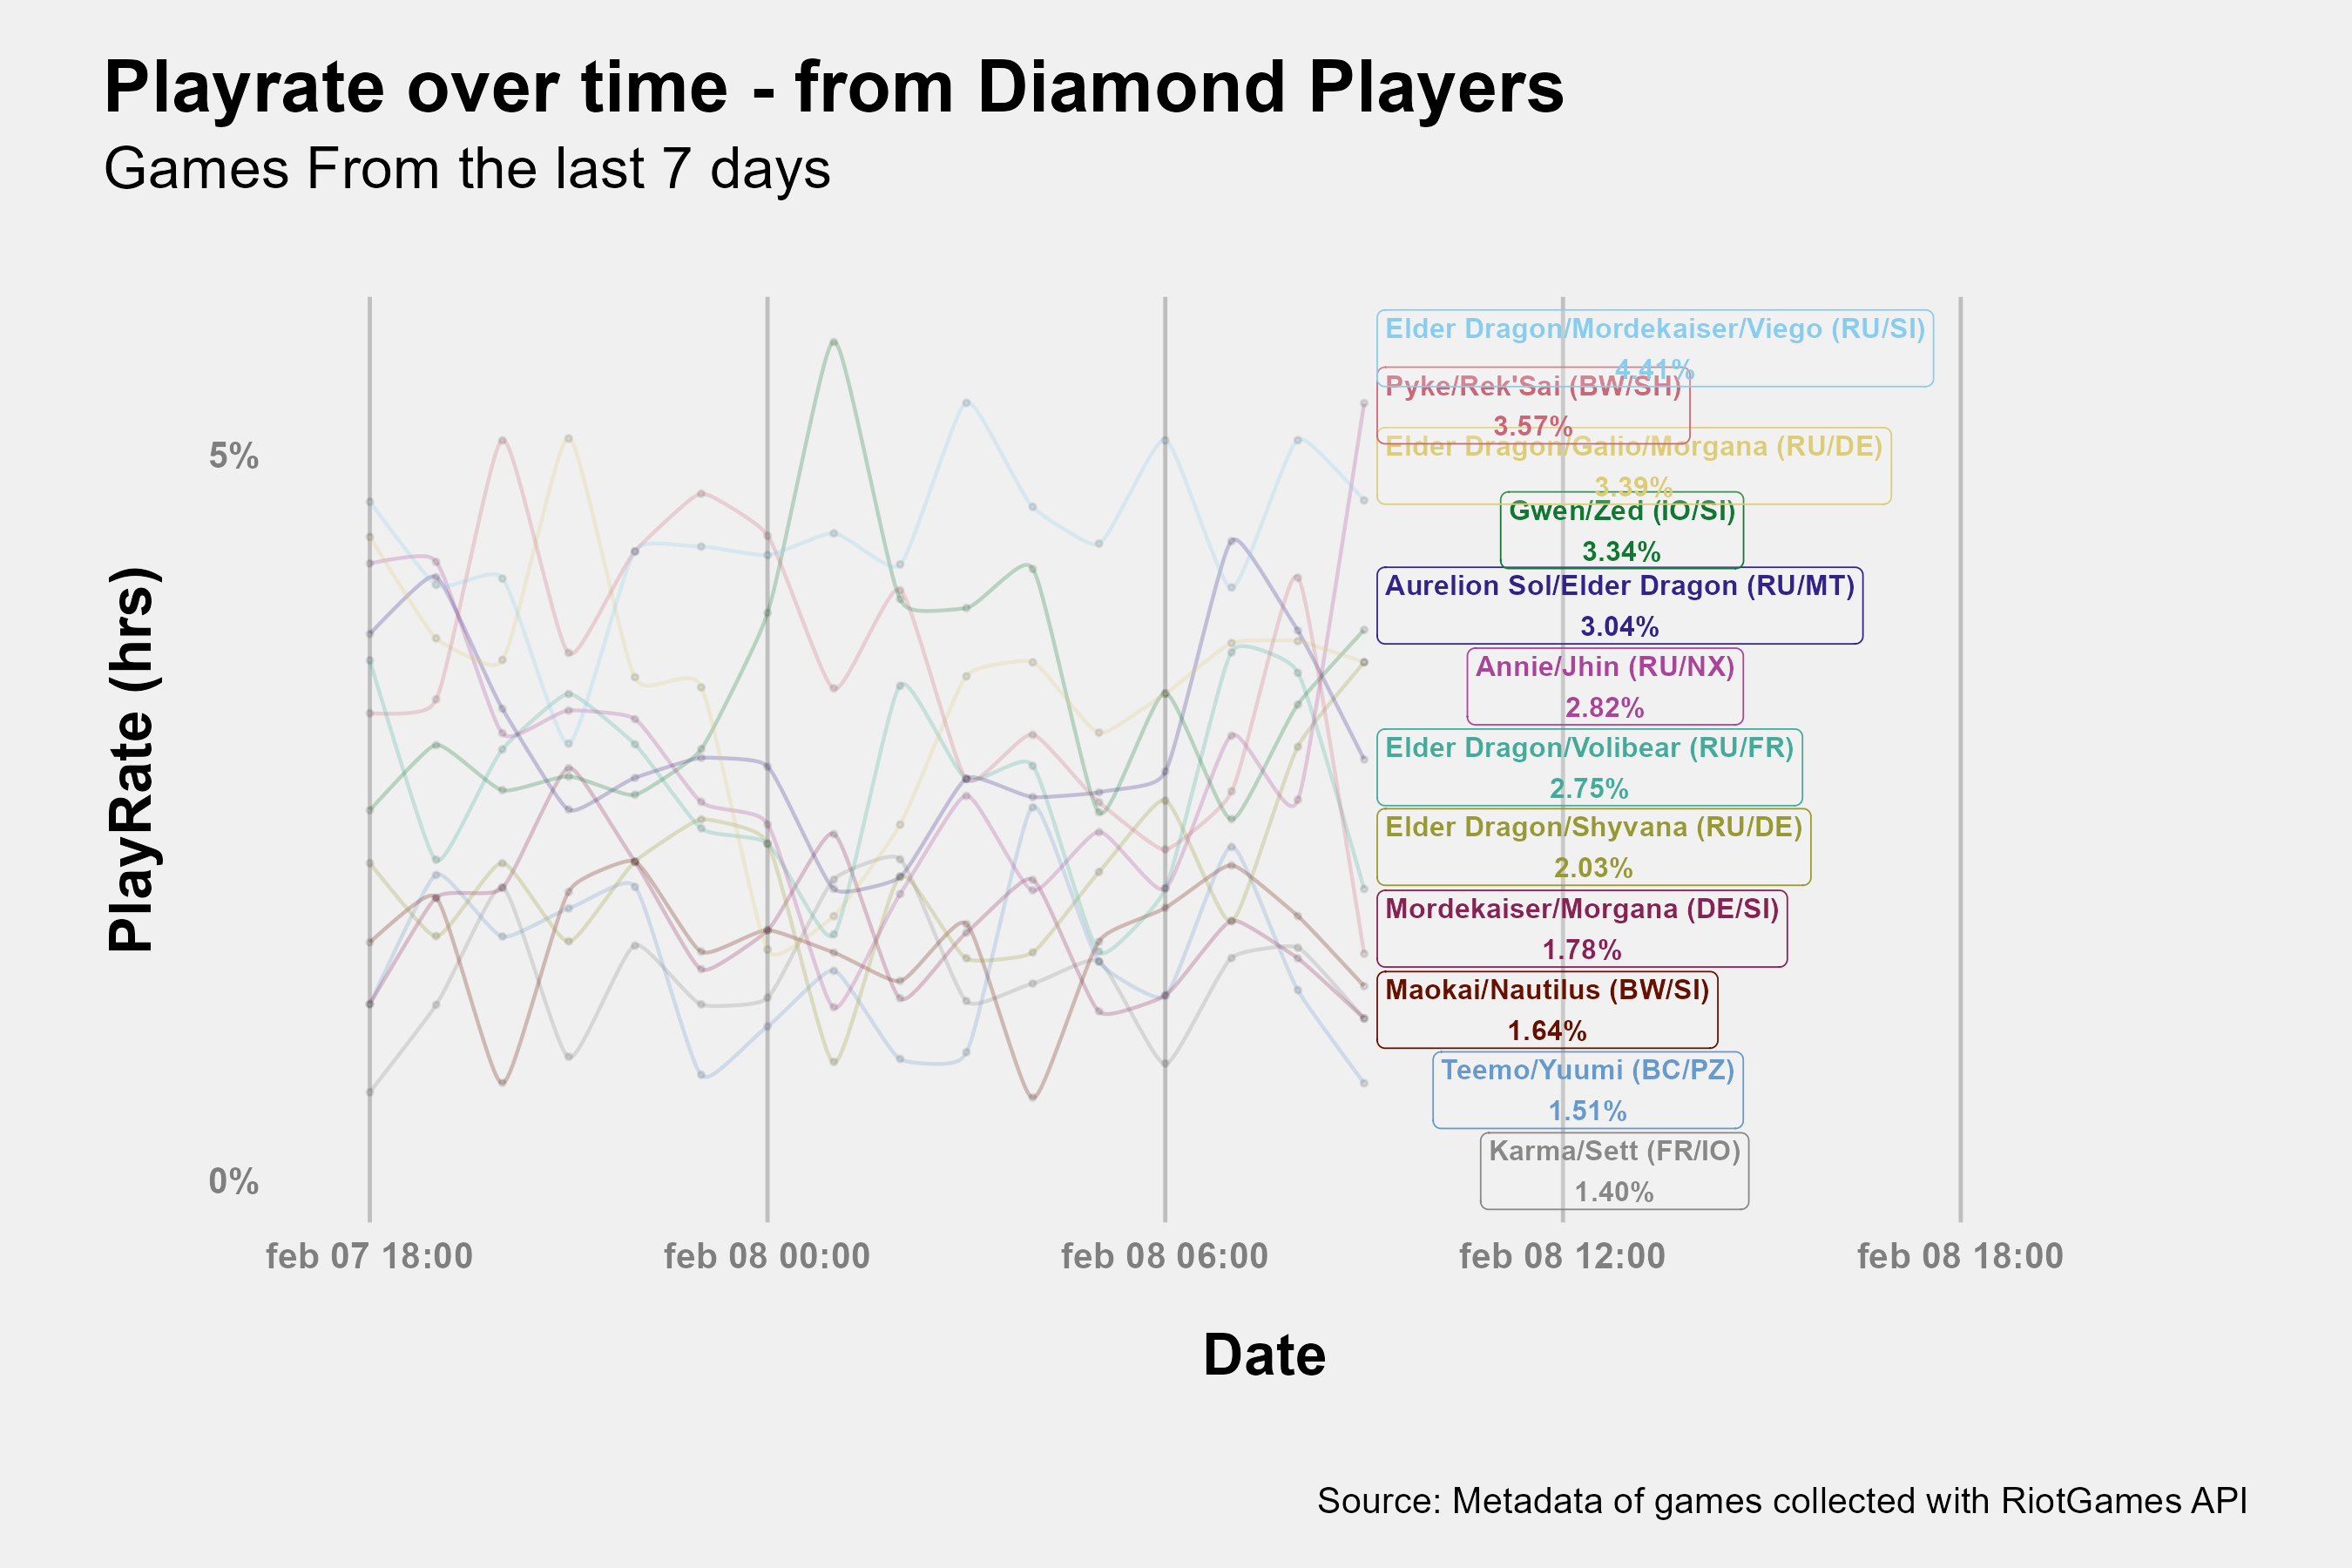 Playrate over time - from Diamond Players
Games From the last 7 days
PlayRate (hrs)
5%
0%
Elder Dragon/Mordekaiser/Viego (RU/SI)
4.41%
Pyke/Rek'Sai (BW/SH)
3.57%
Elder Dragon/Galio/Morgana (RU/DE)
3.39%
Gwen/Zed (IO/SI)
3.34%
Aurelion Sol/Elder Dragon (RU/MT)
3.04%
Annie/Jhin (RU/NX)
2.82%
Elder Dragon/Volibear (RU/FR)
2.75%
Elder Dragon/Shyvana (RU/DE)
2.03%
Mordekaiser/Morgana (DE/SI)
1.78%
Maokai/Nautilus (BW/SI)
1.64%
Teemo/Yuumi (BC/PZ)
1.51%
Karma/Sett (FR/IO)
1.40%
feb 07 18:00 feb 08 00:00 feb 08 06:00 feb 08 12:00 feb 08 18:00
Date
Source: Metadata of games collected with RiotGames API